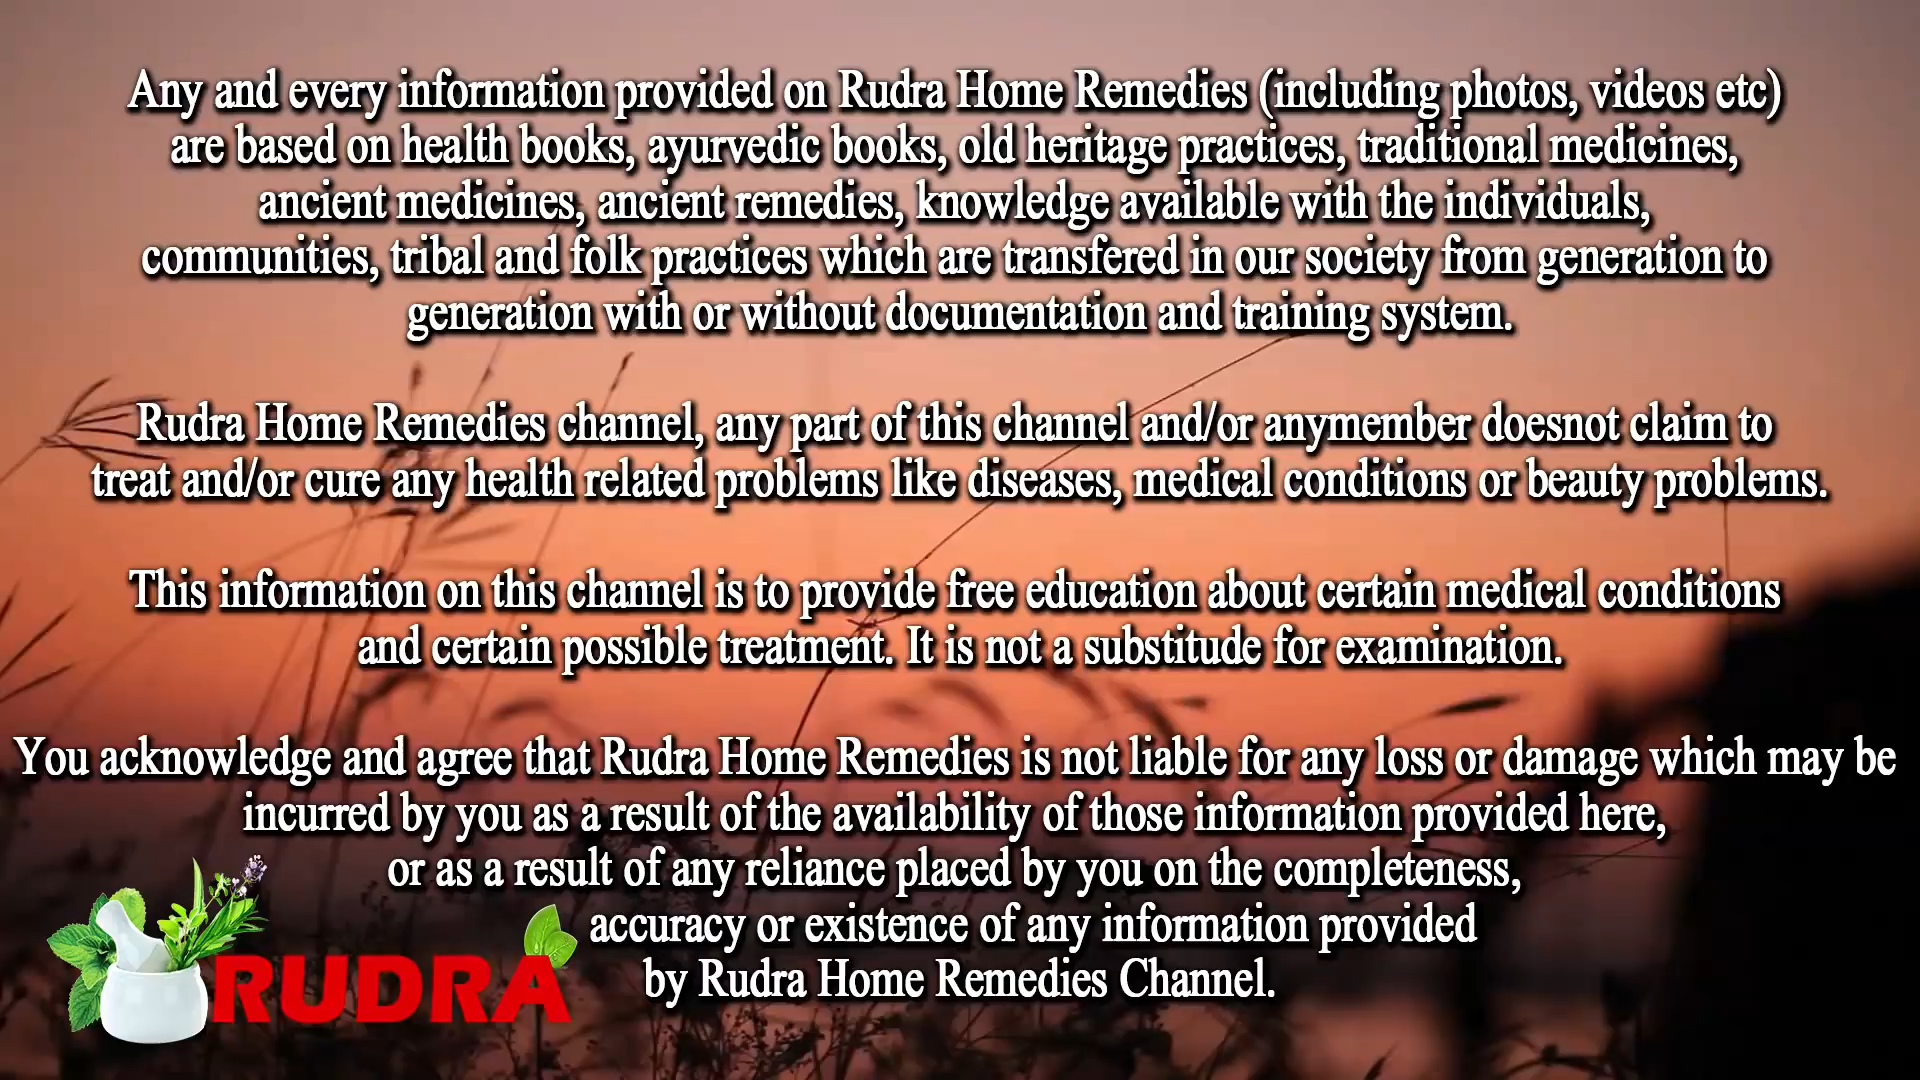 Any and every information provided on Rudra Home Remedies (including photos, videos etc)
are based on health books, ayurvedic books, old heritage practices, traditional medicines,
ancient medicines, ancient remedies, knowledge available with the individuals,
communities, tribal and folk practices which are transfered in our society from generation to
generation with or without documentation and training system.
Rudra Home Remedies channel, any part of this channel and/or anymember doesnot claim to
treat and/or cure any health related problems like diseases, medical conditions or beauty problems.
This information on this channel is to provide free education about certain medical conditions
and certain possible treatment. It is not a substitude for examination.
You acknowledge and agree that Rudra Home Remedies is not liable for any loss or damage which may be
incurred by you as a result of the availability of those information provided here,
or as a result of any reliance placed by you on the completeness,
accuracy or existence of any information provided
by Rudra Home Remedies Channel.
RUDRA